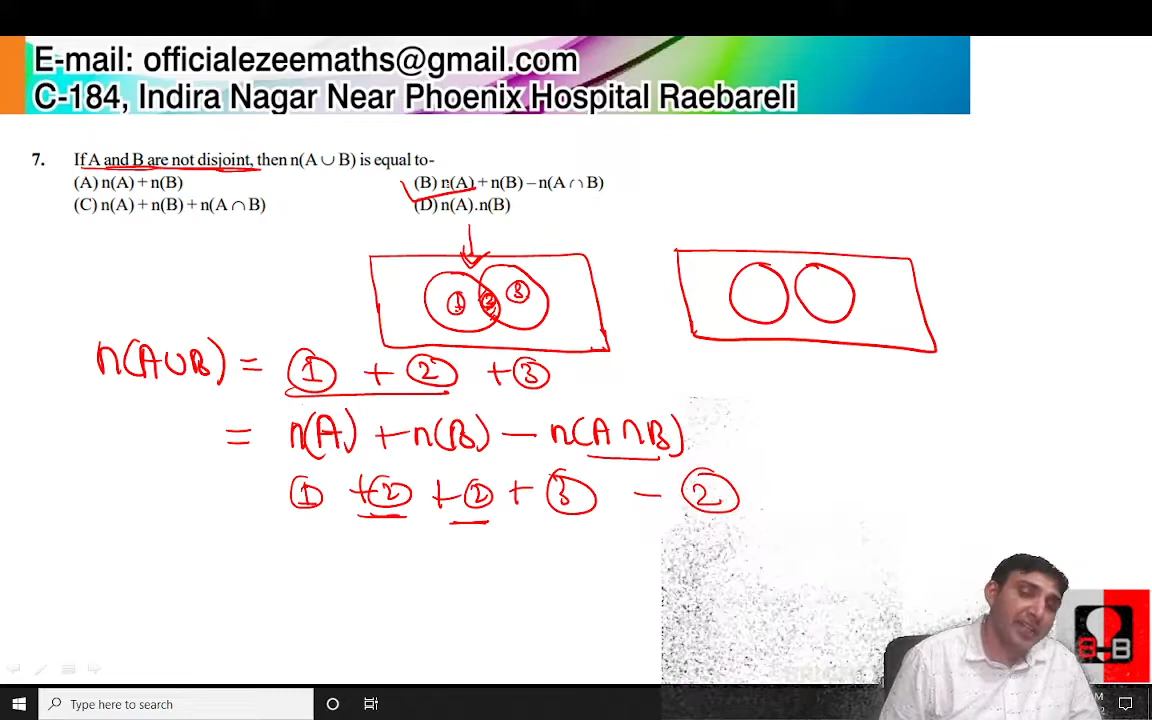 E-mail: officialezeemaths@gmail.com
C-184, Indira Nagar Near Phoenix Hospital Raebareli
7. If A and B are not disjoint, then n(A ∪ B) is equal to-
(A) n(A) + n(B) (B) n(A) + n(B) – n(A ∩ B)
(C) n(A) + n(B) + n(A ∩ B) (D) n(A).n(B)
1 2 3
n(A∪B) = 1 + 2 + 3
= n(A) + n(B) – n(A ∩ B)
1 + 2 + 2 + 3 – 2
B
Type here to search